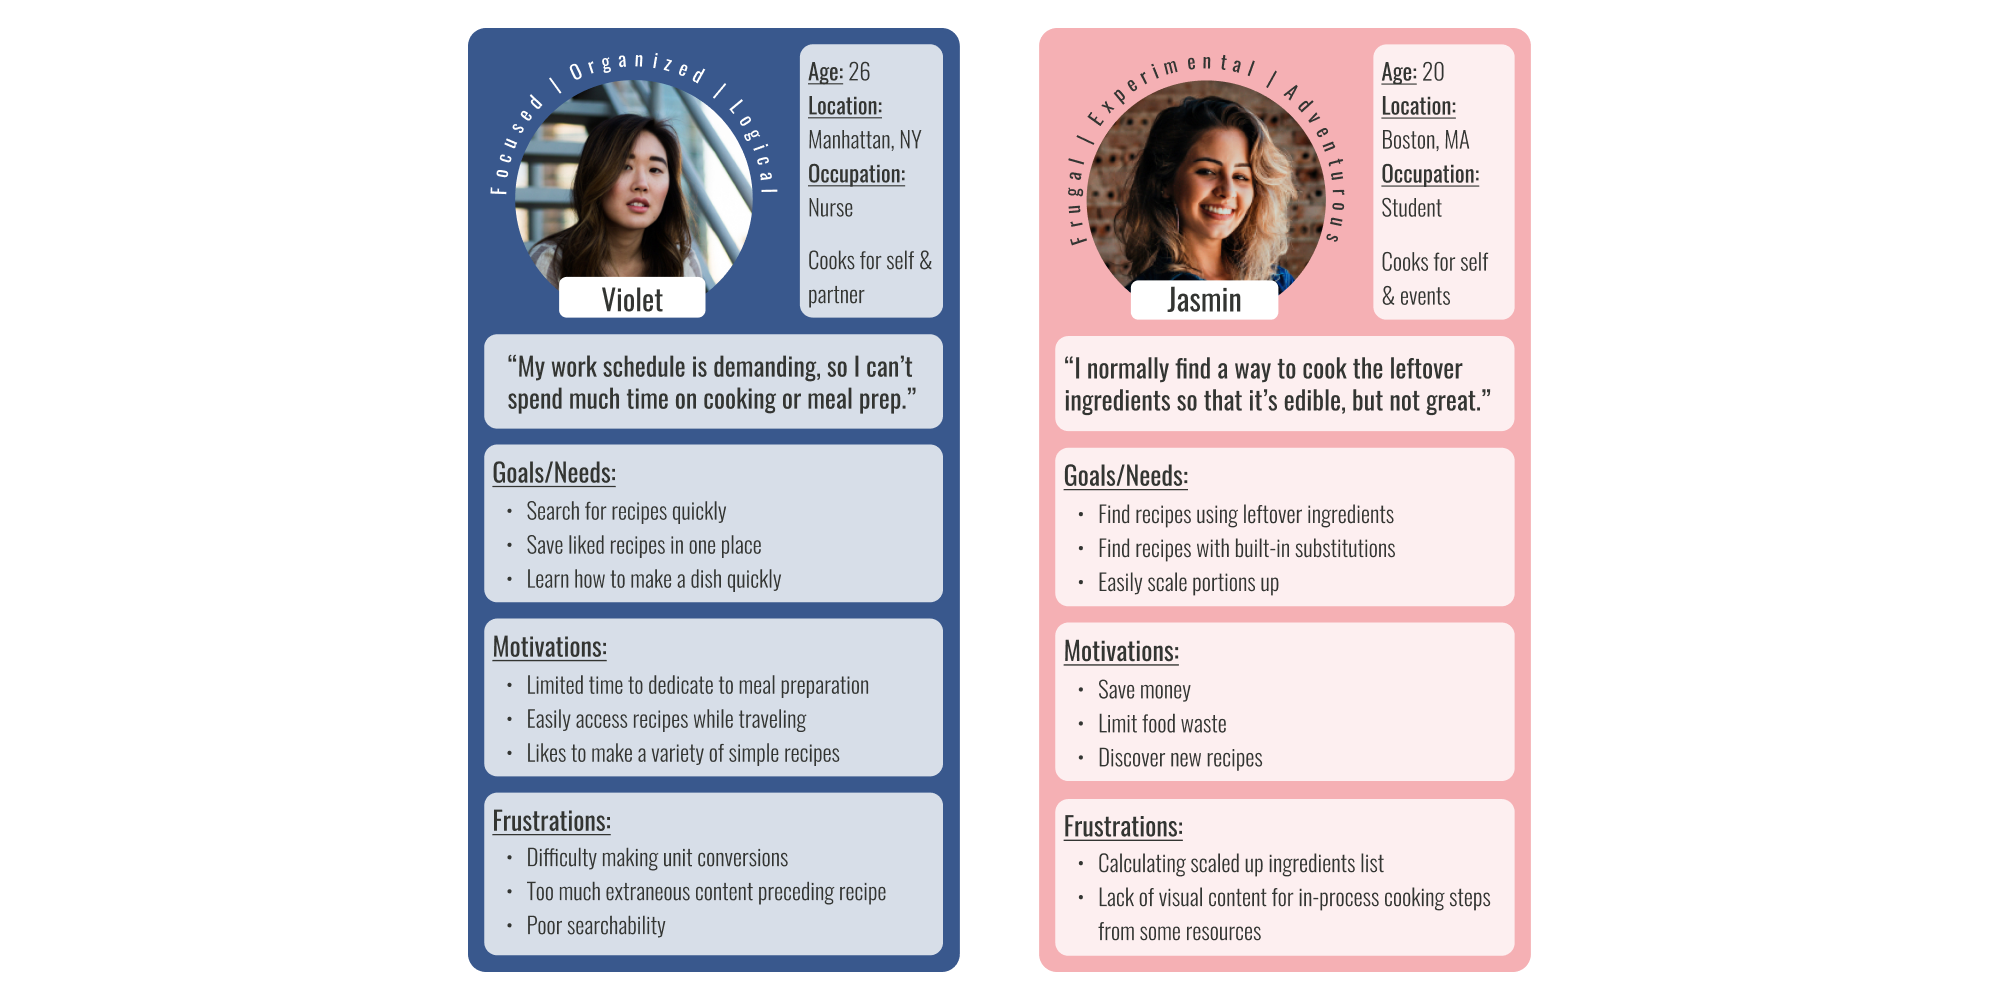 Focused | Organized | Logical
Violet
Age: 26
Location:
Manhattan, NY
Occupation:
Nurse
Cooks for self &
partner
“My work schedule is demanding, so I can’t
spend much time on cooking or meal prep.”
Goals/Needs:
• Search for recipes quickly
• Save liked recipes in one place
• Learn how to make a dish quickly
Motivations:
• Limited time to dedicate to meal preparation
• Easily access recipes while traveling
• Likes to make a variety of simple recipes
Frustrations:
• Difficulty making unit conversions
• Too much extraneous content preceding recipe
• Poor searchability
Frugal | Experimental | Adventurous
Jasmin
Age: 20
Location:
Boston, MA
Occupation:
Student
Cooks for self
& events
“I normally find a way to cook the leftover
ingredients so that it’s edible, but not great.”
Goals/Needs:
• Find recipes using leftover ingredients
• Find recipes with built-in substitutions
• Easily scale portions up
Motivations:
• Save money
• Limit food waste
• Discover new recipes
Frustrations:
• Calculating scaled up ingredients list
• Lack of visual content for in-process cooking steps
from some resources